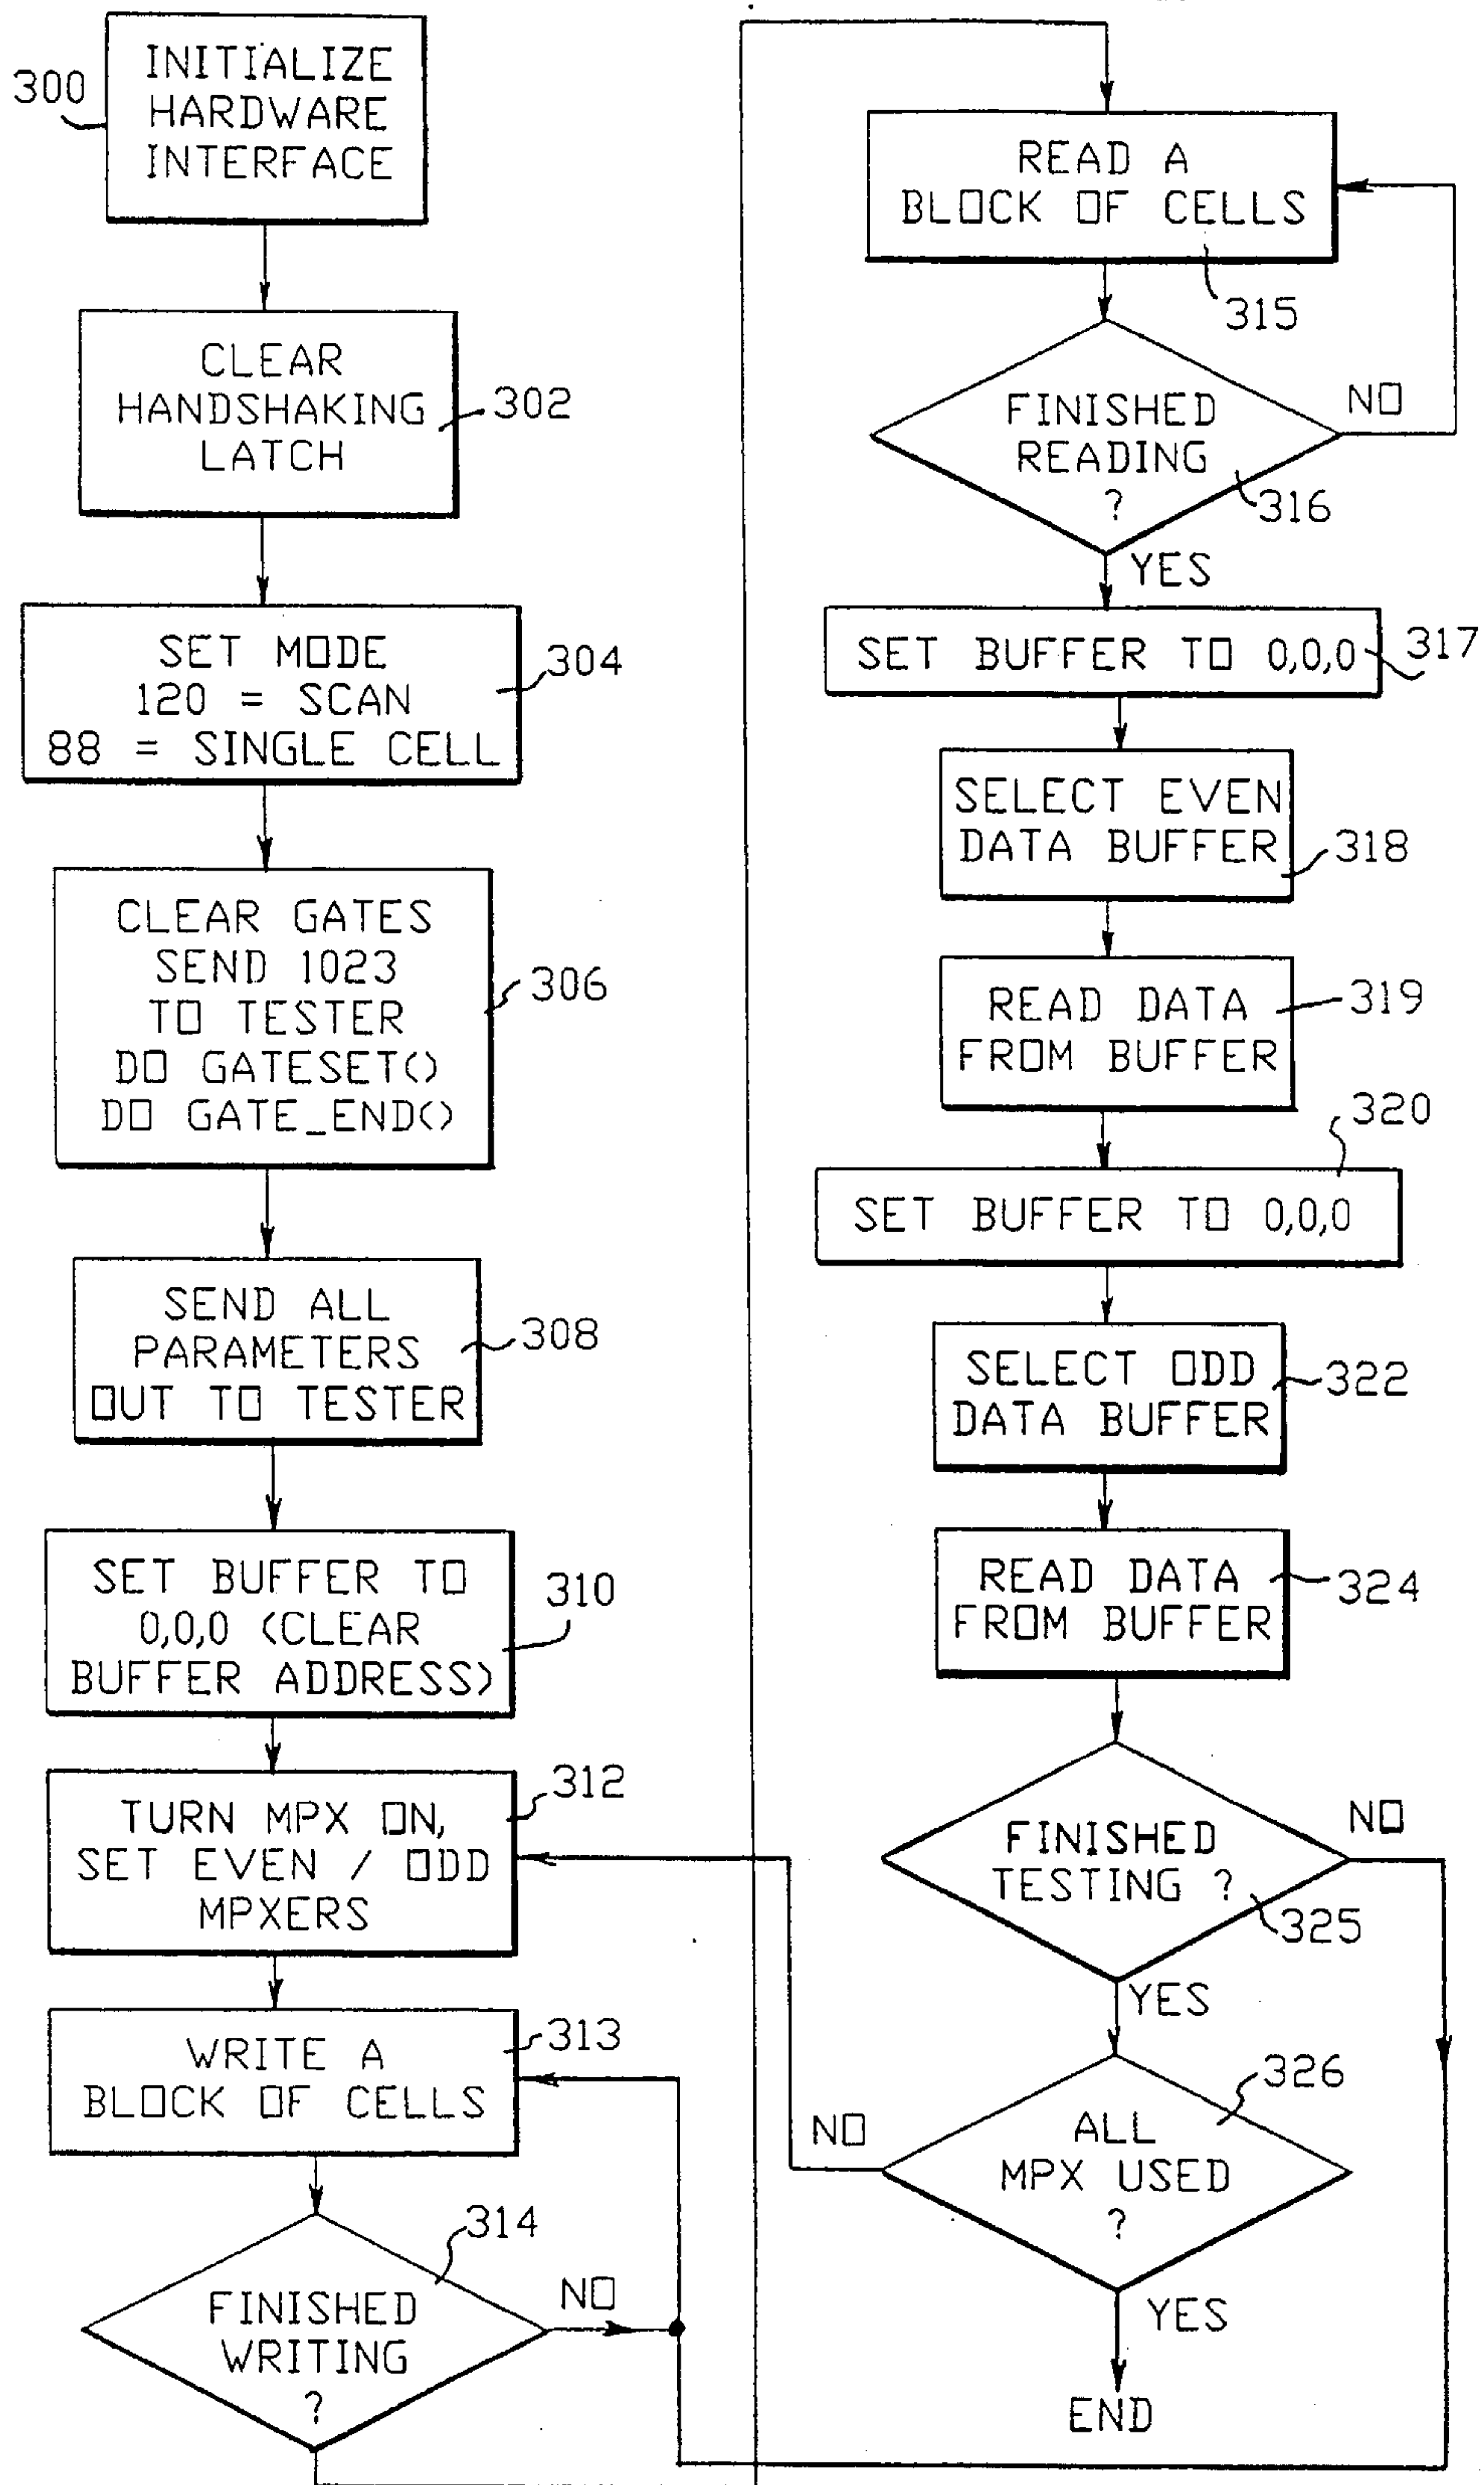 300
INITIALIZE
HARDWARE
INTERFACE
CLEAR
HANDSHAKING
LATCH
302
SET MODE
120 = SCAN
88 = SINGLE CELL
304
CLEAR GATES
SEND 1023
TO TESTER
DO GATESET()
DO GATE_END()
306
SEND ALL
PARAMETERS
OUT TO TESTER
308
SET BUFFER TO
0,0,0 (CLEAR
BUFFER ADDRESS)
310
TURN MPX ON,
SET EVEN / ODD
MPXERS
312
WRITE A
BLOCK OF CELLS
313
FINISHED
WRITING
?
314
NO
READ A
BLOCK OF CELLS
315
FINISHED
READING
?
316
NO
YES
SET BUFFER TO 0,0,0
317
SELECT EVEN
DATA BUFFER
318
READ DATA
FROM BUFFER
319
320
SET BUFFER TO 0,0,0
SELECT ODD
DATA BUFFER
322
READ DATA
FROM BUFFER
324
FINISHED
TESTING ?
325
NO
YES
326
ALL
MPX USED
?
NO
YES
END